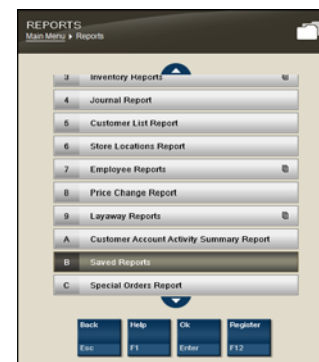 REPORTS
Main Menu ▸ Reports
3 Inventory Reports
4 Journal Report
5 Customer List Report
6 Store Locations Report
7 Employee Reports
8 Price Change Report
9 Layaway Reports
A Customer Account Activity Summary Report
B Saved Reports
C Special Orders Report
Back Help Ok Register
Esc F1 Enter F12